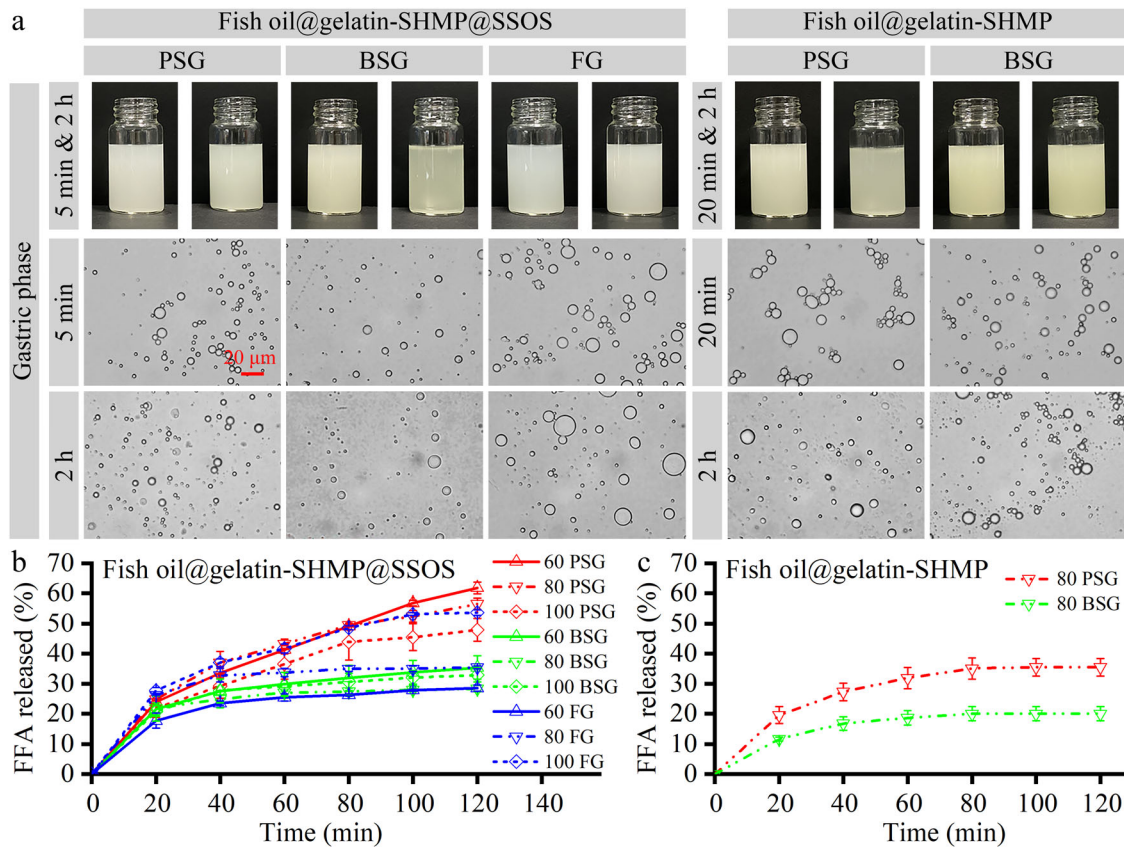 a
Fish oil@gelatin-SHMP@SSOS
Fish oil@gelatin-SHMP
PSG
BSG
FG
PSG
BSG
Gastric phase
5 min & 2 h
20 min & 2 h
5 min
20 μm
20 min
2 h
2 h
b
Fish oil@gelatin-SHMP@SSOS
FFA released (%)
70
60
50
40
30
20
10
0
0
20
40
60
80
100
120
140
Time (min)
60 PSG
80 PSG
100 PSG
60 BSG
80 BSG
100 BSG
60 FG
80 FG
100 FG
c
Fish oil@gelatin-SHMP
FFA released (%)
70
60
50
40
30
20
10
0
0
20
40
60
80
100
120
Time (min)
80 PSG
80 BSG